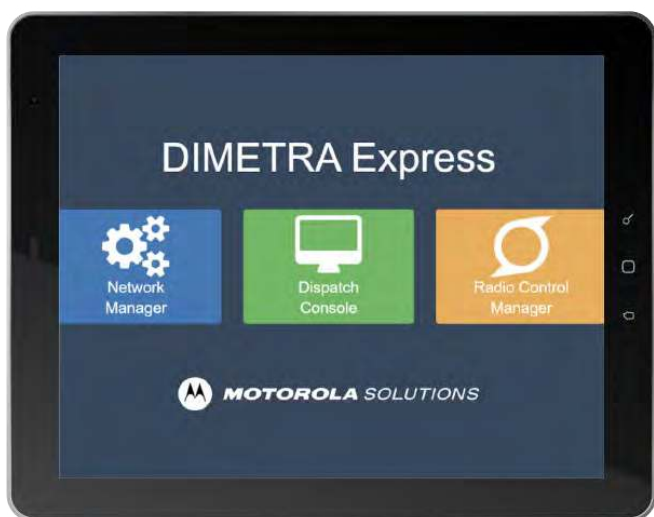 DIMETRA Express
Network
Manager
Dispatch
Console
Radio Control
Manager
MOTOROLA SOLUTIONS